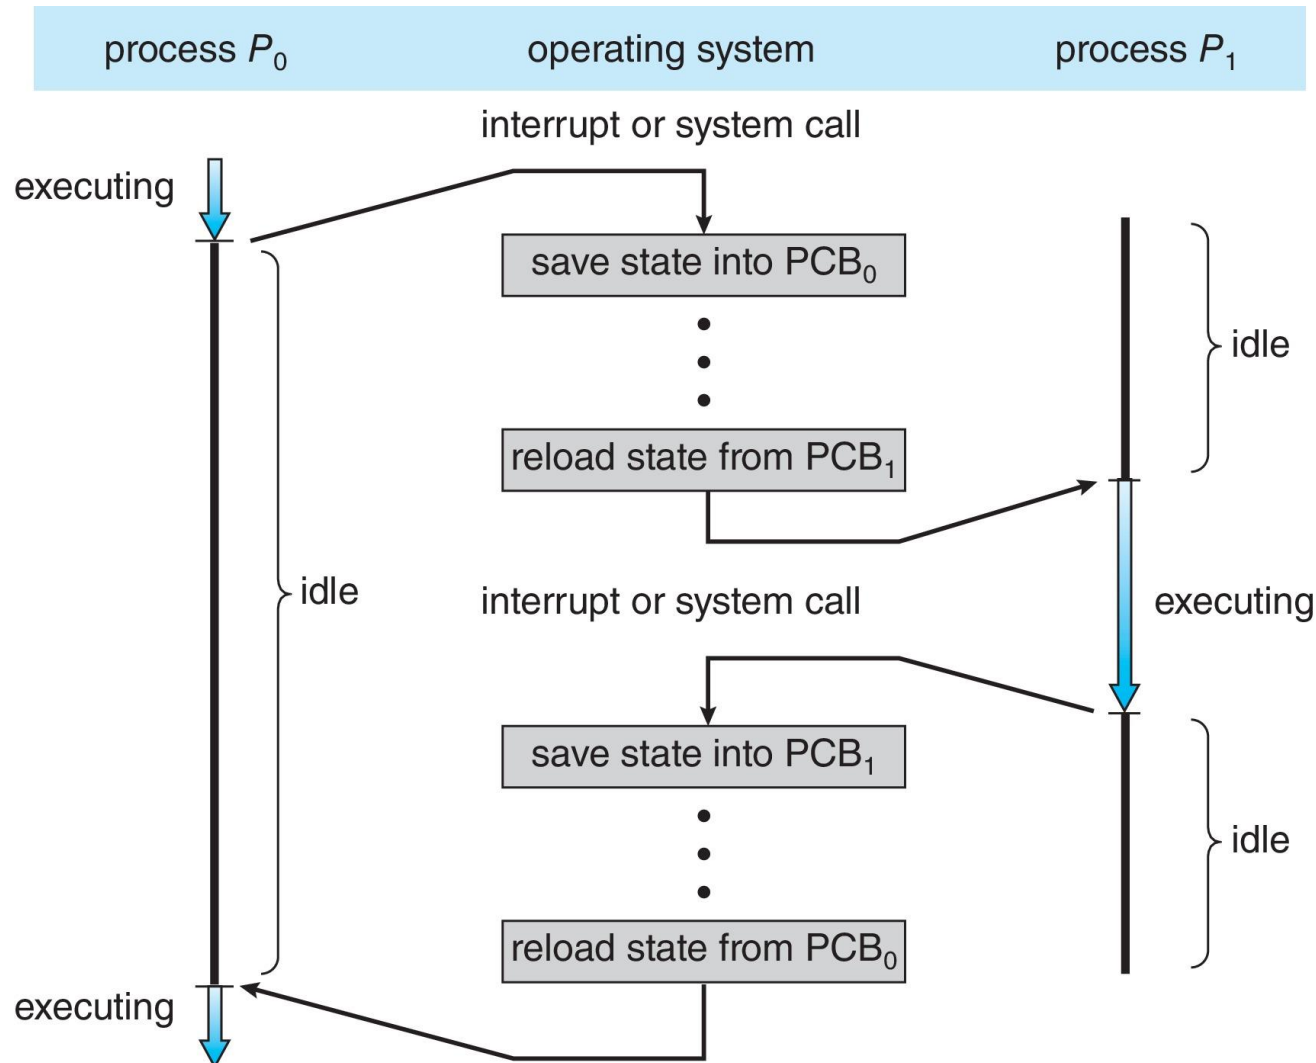 process P0 operating system process P1
interrupt or system call
executing
save state into PCB0
idle
reload state from PCB1
idle
interrupt or system call
executing
save state into PCB1
idle
reload state from PCB0
executing